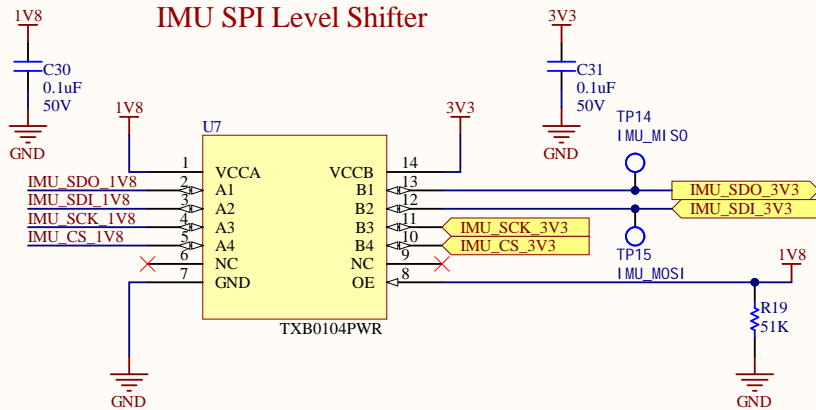 IMU SPI Level Shifter
1V8
C30
0.1uF
50V
GND
3V3
C31
0.1uF
50V
GND
1V8
U7
3V3
TP14
IMU_MISO
1
VCCA
VCCB
14
IMU_SDO_1V8
2
A1
B1
13
IMU_SDO_3V3
IMU_SDI_1V8
3
A2
B2
12
IMU_SDI_3V3
IMU_SCK_1V8
4
A3
B3
11
IMU_SCK_3V3
IMU_CS_1V8
5
A4
B4
10
IMU_CS_3V3
6
NC
NC
9
TP15
IMU_MOSI
7
GND
OE
8
1V8
TXB0104PWR
R19
51K
GND
GND